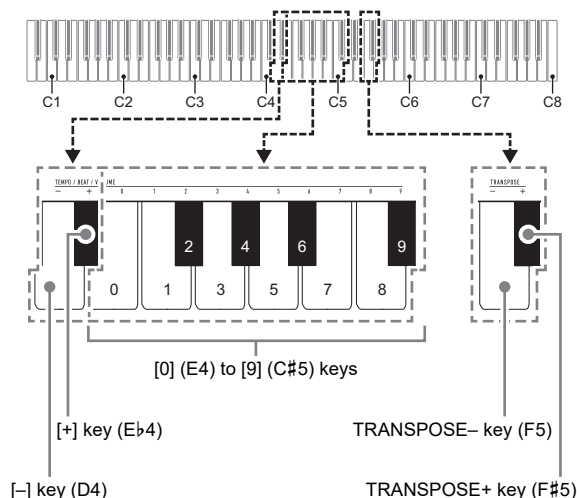 C1 C2 C3 C4 C5 C6 C7 C8
TEMPO / BEAT / V UME 0 1 2 3 4 5 6 7 8 9
– +
TRANSPOSE
– +
2 4 6 9
0 1 3 5 7 8
[0] (E4) to [9] (C♯5) keys
[+] key (E♭4)
TRANSPOSE– key (F5)
[–] key (D4)
TRANSPOSE+ key (F♯5)